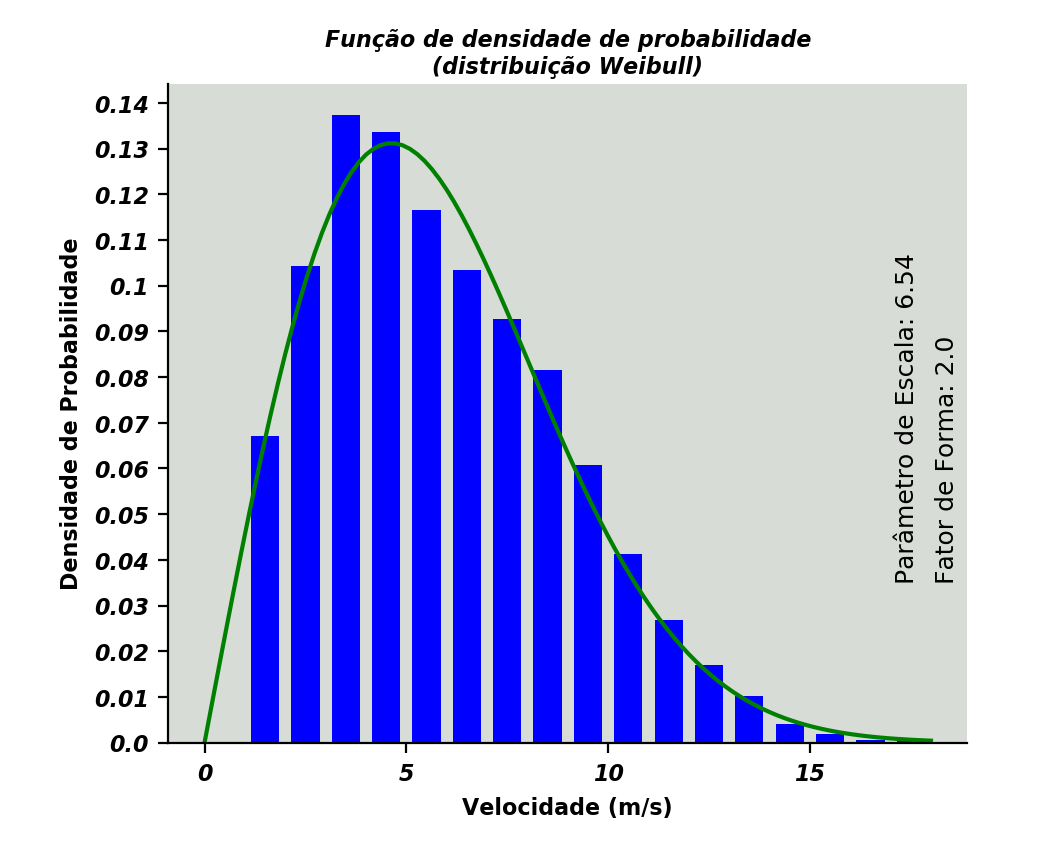 Função de densidade de probabilidade
(distribuição Weibull)
Densidade de Probabilidade
0.14
0.13
0.12
0.11
0.1
0.09
0.08
0.07
0.06
0.05
0.04
0.03
0.02
0.01
0.0
Parâmetro de Escala: 6.54
Fator de Forma: 2.0
0 5 10 15
Velocidade (m/s)